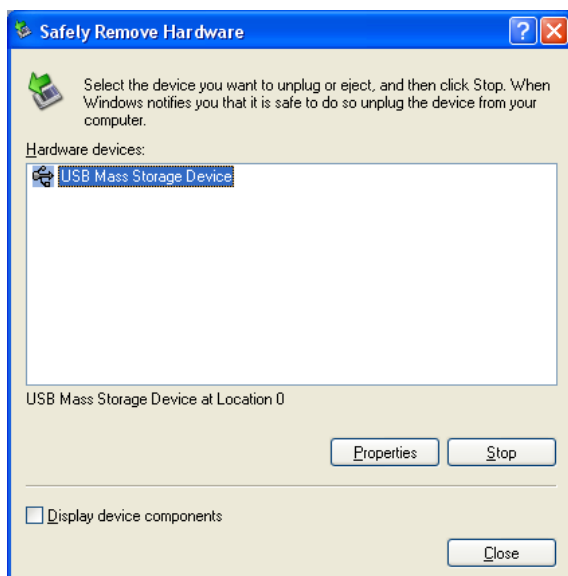 Safely Remove Hardware
Select the device you want to unplug or eject, and then click Stop. When
Windows notifies you that it is safe to do so unplug the device from your
computer.
Hardware devices:
USB Mass Storage Device
USB Mass Storage Device at Location 0
Properties Stop
Display device components
Close